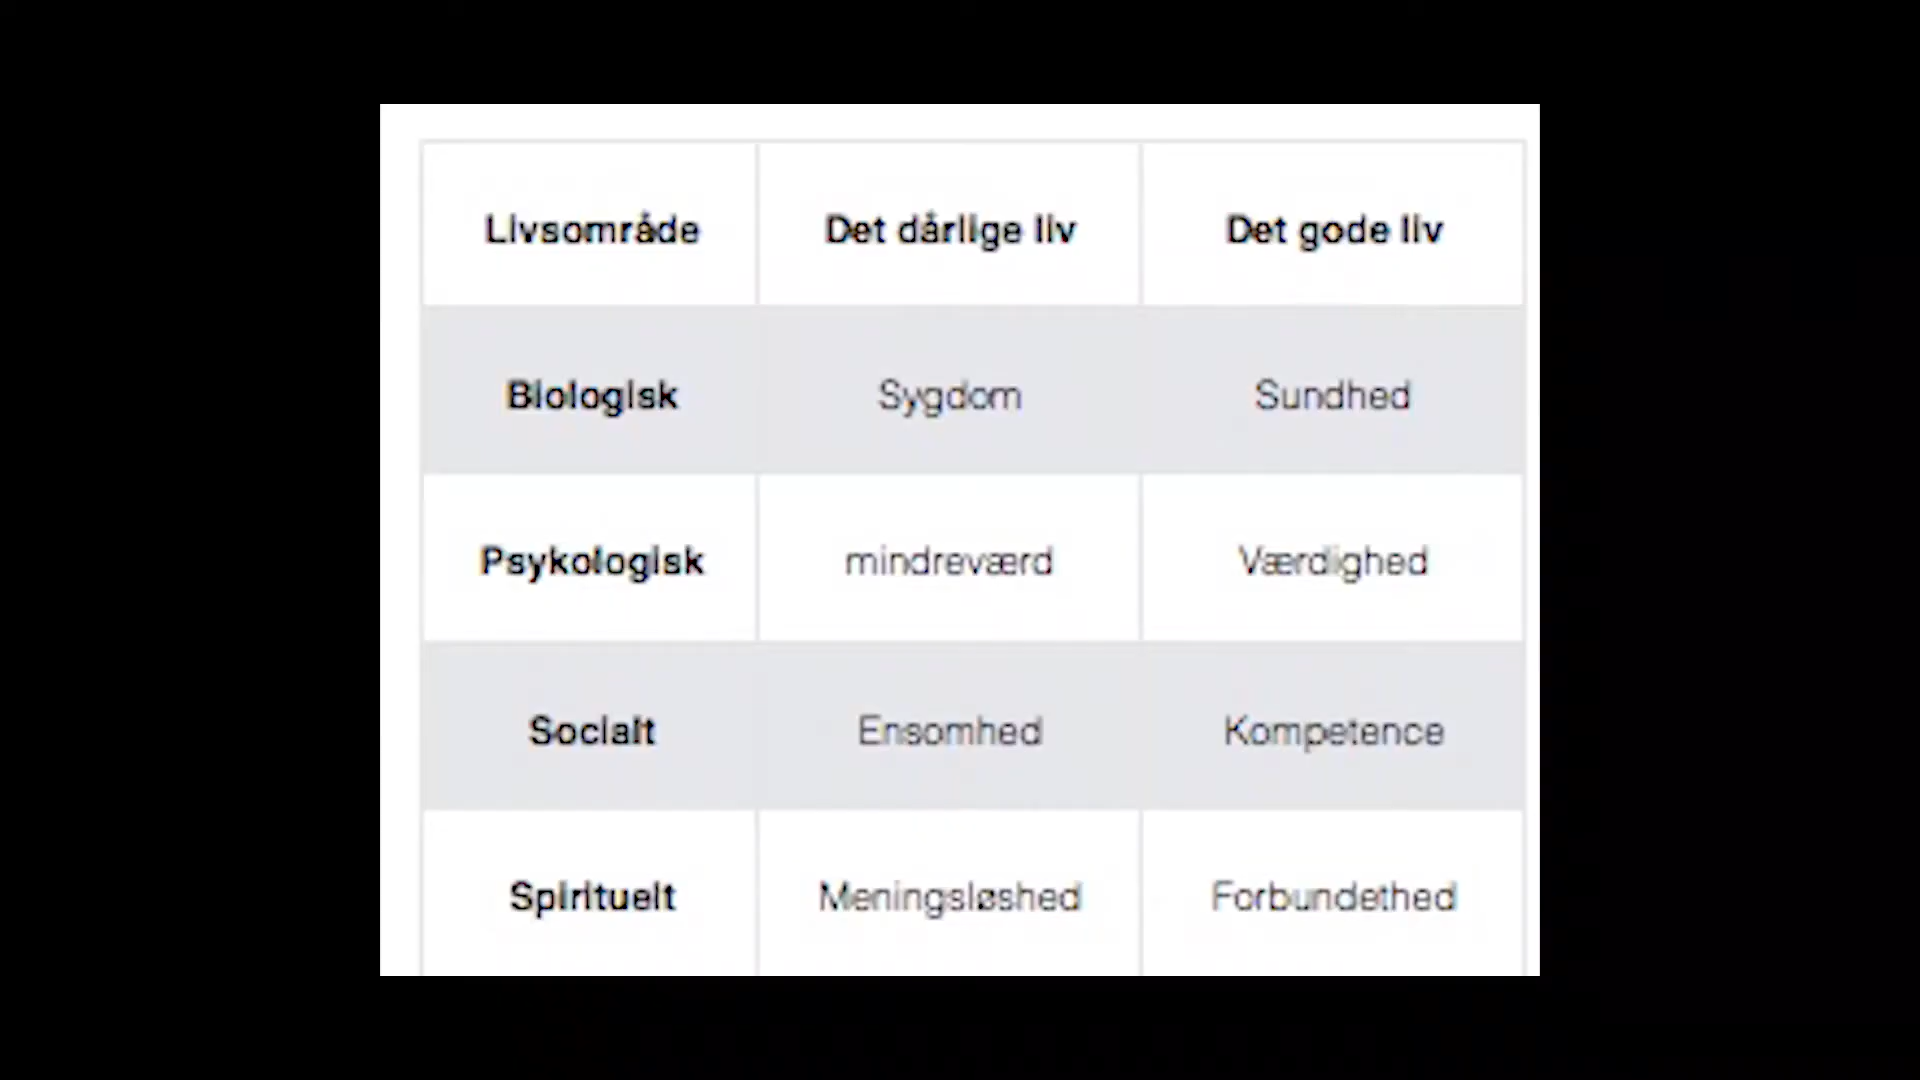 Livsområde Det dårlige liv Det gode liv
Biologisk Sygdom Sundhed
Psykologisk mindreværd Værdighed
Socialt Ensomhed Kompetence
Spirituelt Meningsløshed Forbundethed